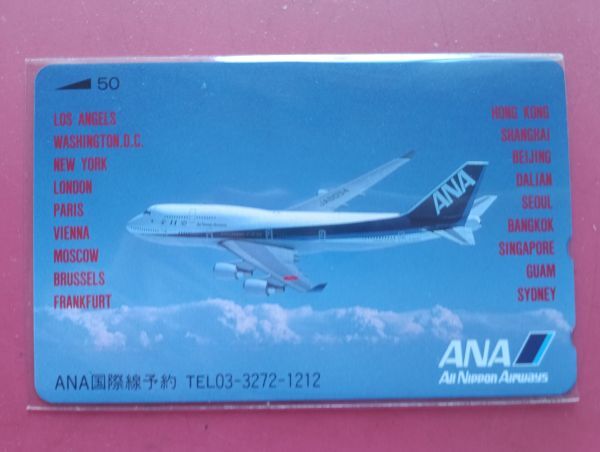 50
LOS ANGELS
WASHINGTON,D.C.
NEW YORK
LONDON
PARIS
VIENNA
MOSCOW
BRUSSELS
FRANKFURT
HONG KONG
SHANGHAI
BEIJING
DALIAN
SEOUL
BANGKOK
SINGAPORE
GUAM
SYDNEY
ANA
ANA
All Nippon Airways
ANA国際線予約 TEL03-3272-1212